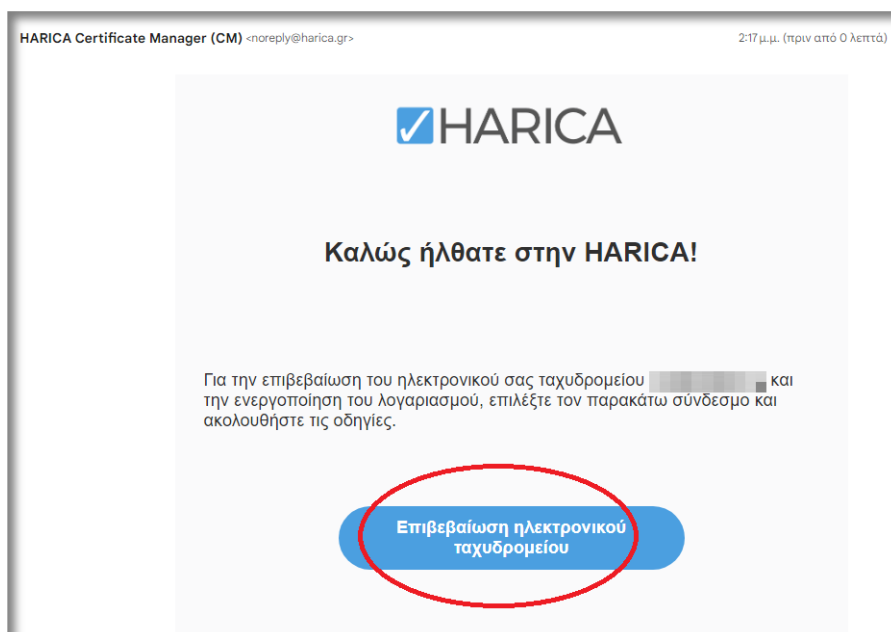 HARICA Certificate Manager (CM) <noreply@harica.gr> 2:17 μ.μ. (πριν από 0 λεπτά)
HARICA
Καλώς ήλθατε στην HARICA!
Για την επιβεβαίωση του ηλεκτρονικού σας ταχυδρομείου και
την ενεργοποίηση του λογαριασμού, επιλέξτε τον παρακάτω σύνδεσμο και
ακολουθήστε τις οδηγίες.
Επιβεβαίωση ηλεκτρονικού
ταχυδρομείου